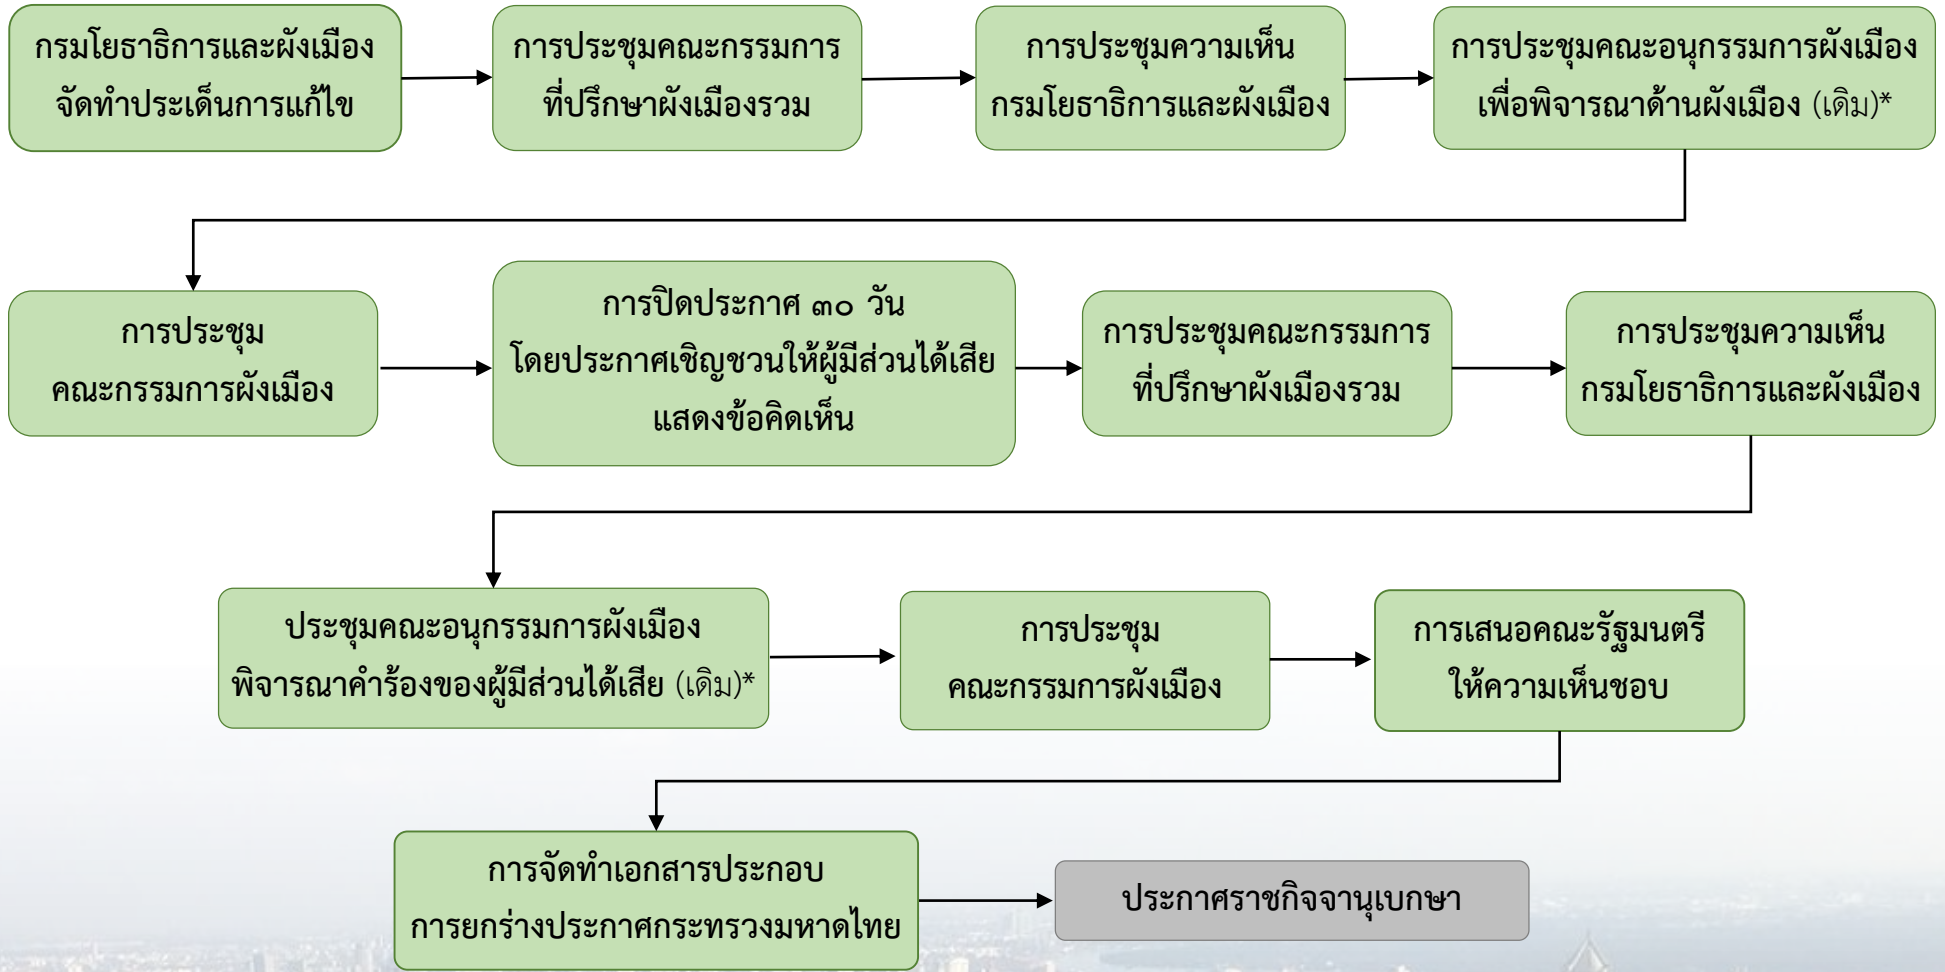 กรมโยธาธิการและผังเมือง
จัดทำประเด็นการแก้ไข
การประชุมคณะกรรมการ
ที่ปรึกษาผังเมืองรวม
การประชุมความเห็น
กรมโยธาธิการและผังเมือง
การประชุมคณะอนุกรรมการผังเมือง
เพื่อพิจารณาด้านผังเมือง (เดิม)*
การประชุม
คณะกรรมการผังเมือง
การปิดประกาศ ๓๐ วัน
โดยประกาศเชิญชวนให้ผู้มีส่วนได้เสีย
แสดงข้อคิดเห็น
การประชุมคณะกรรมการ
ที่ปรึกษาผังเมืองรวม
การประชุมความเห็น
กรมโยธาธิการและผังเมือง
ประชุมคณะอนุกรรมการผังเมือง
พิจารณาคำร้องของผู้มีส่วนได้เสีย (เดิม)*
การประชุม
คณะกรรมการผังเมือง
การเสนอคณะรัฐมนตรี
ให้ความเห็นชอบ
การจัดทำเอกสารประกอบ
การยกร่างประกาศกระทรวงมหาดไทย
ประกาศราชกิจจานุเบกษา